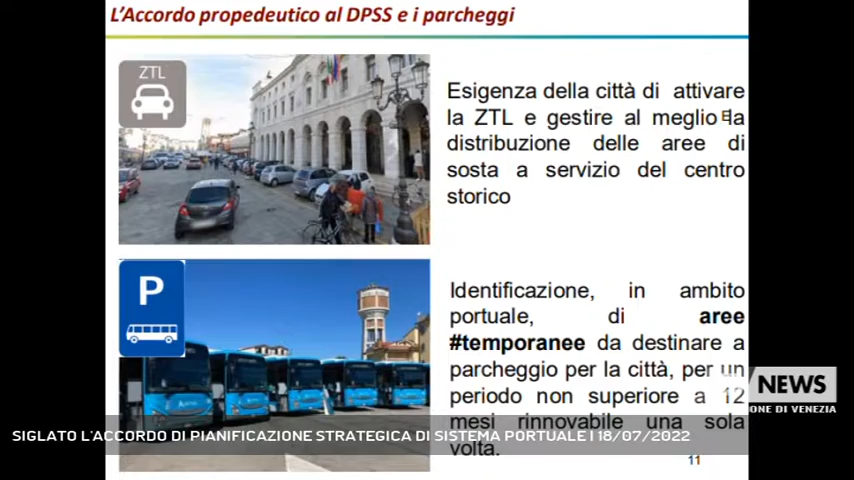 L'Accordo propedeutico al DPSS e i parcheggi
ZTL
Esigenza della città di attivare
la ZTL e gestire al meglio la
distribuzione delle aree di
sosta a servizio del centro
storico
P
Identificazione, in ambito
portuale, di aree
#temporanee da destinare a
parcheggio per la città, per un
periodo non superiore a 12
mesi rinnovabile una sola
volta.
NEWS
ONE DI VENEZIA
SIGLATO L'ACCORDO DI PIANIFICAZIONE STRATEGICA DI SISTEMA PORTUALE | 18/07/2022
11